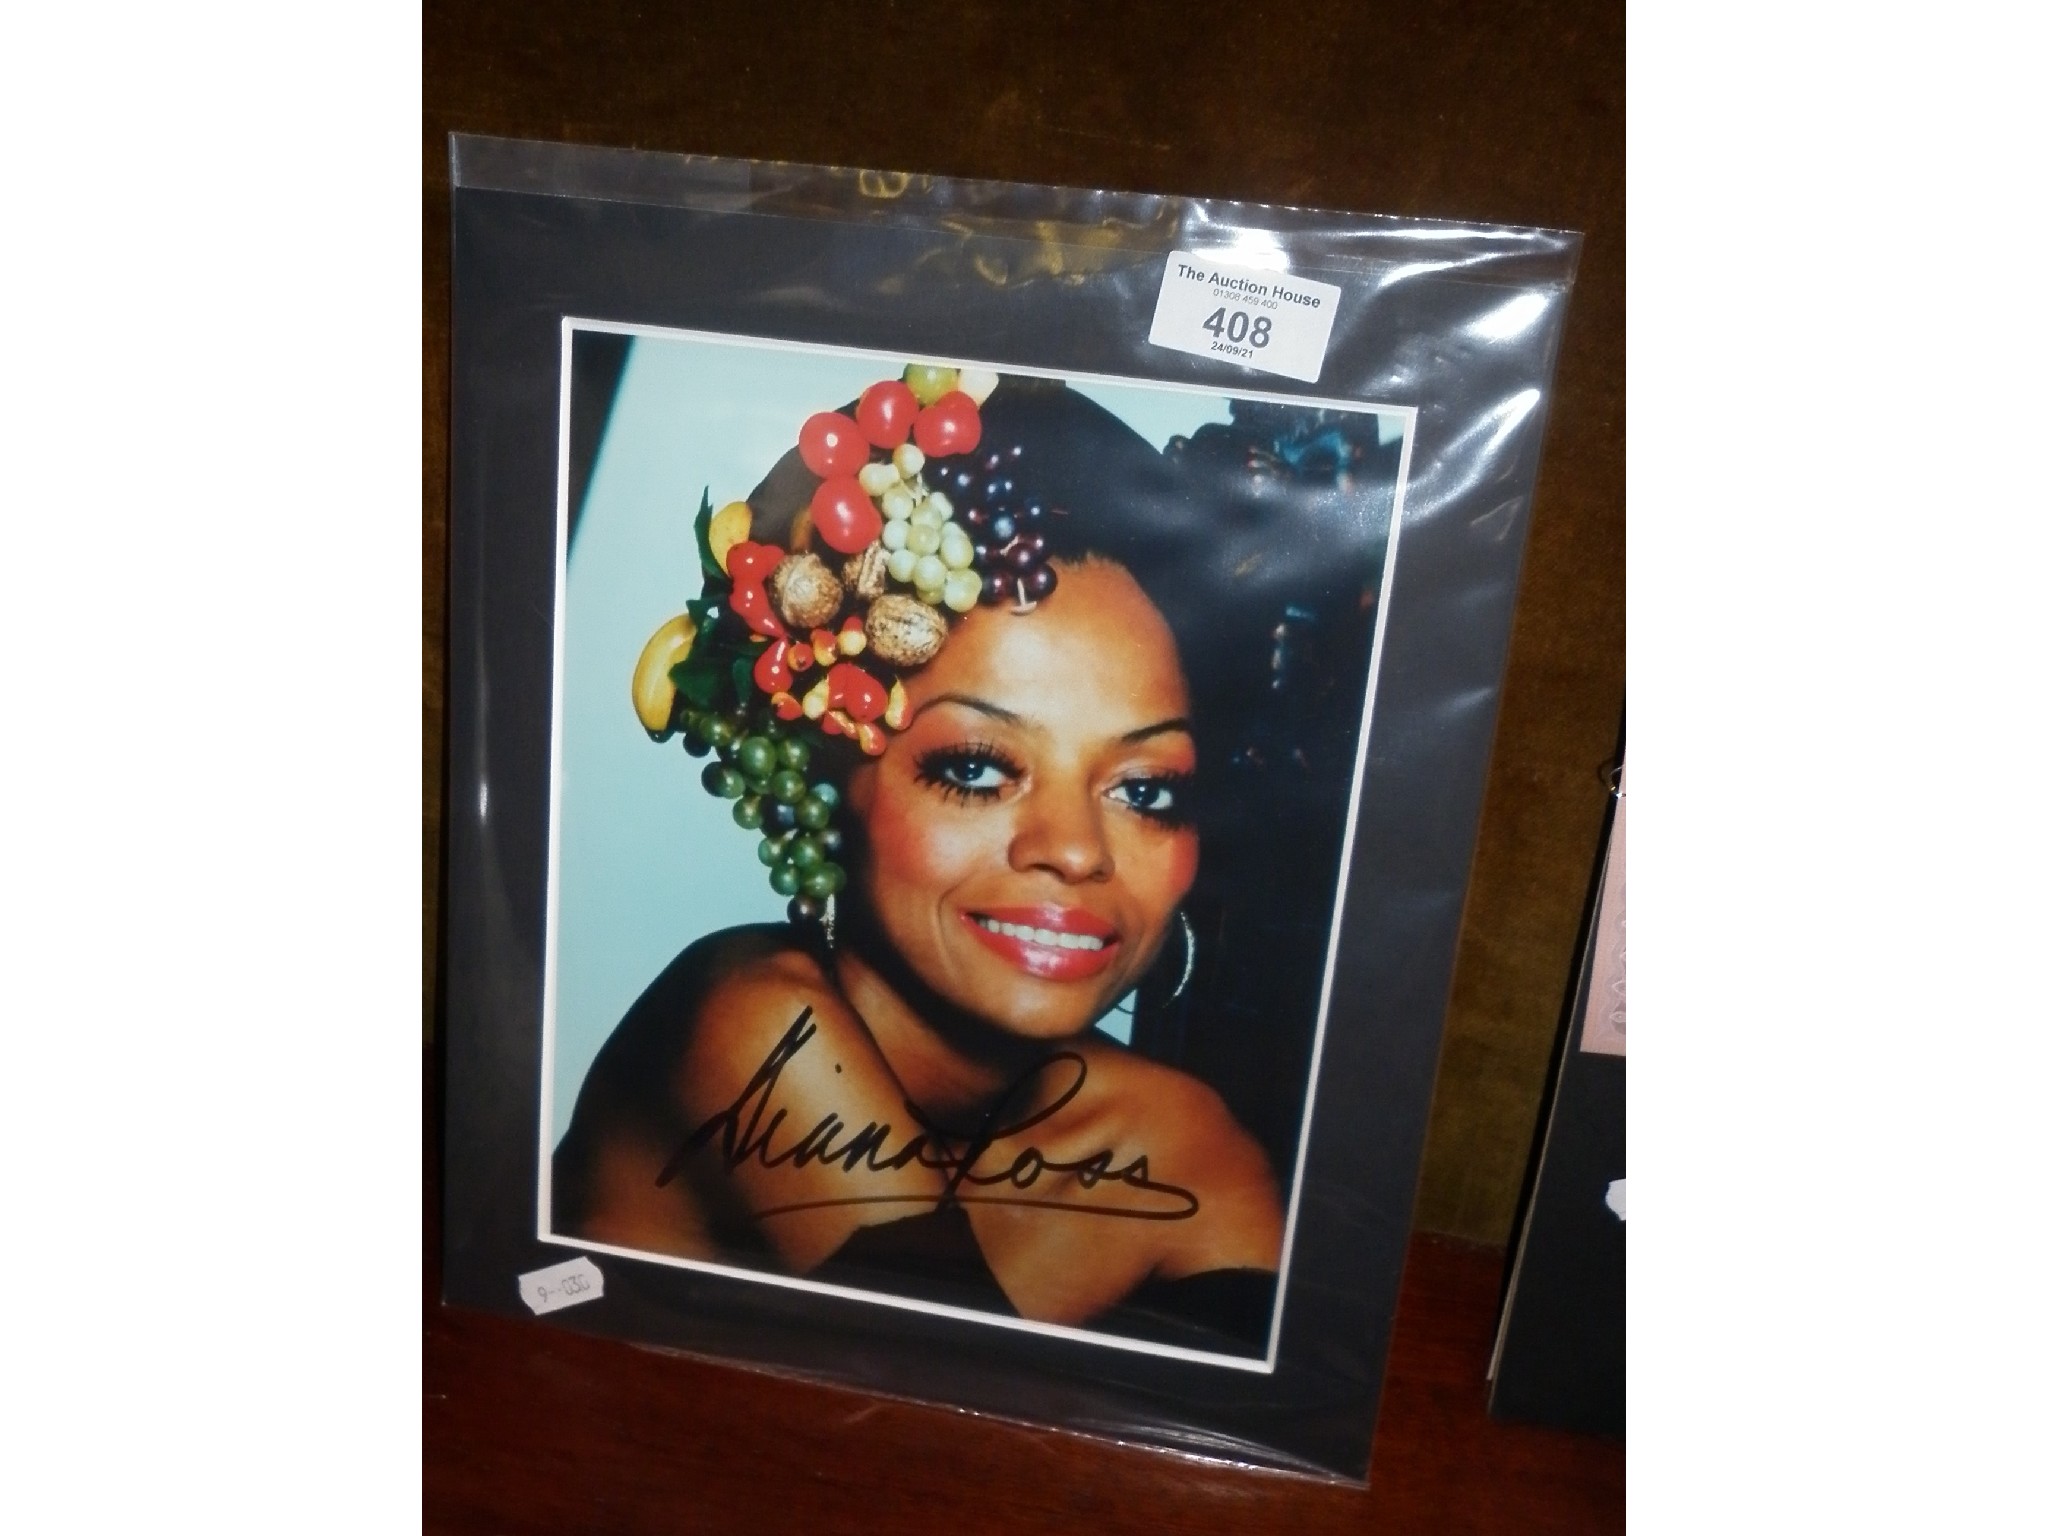 The Auction House
01308 459 400
408
24/09/21
Diana Ross